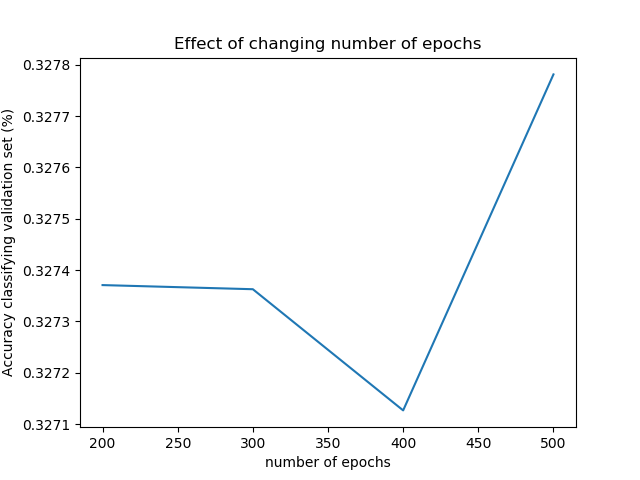 Effect of changing number of epochs
Accuracy classifying validation set (%)
0.3278
0.3277
0.3276
0.3275
0.3274
0.3273
0.3272
0.3271
200 250 300 350 400 450 500
number of epochs